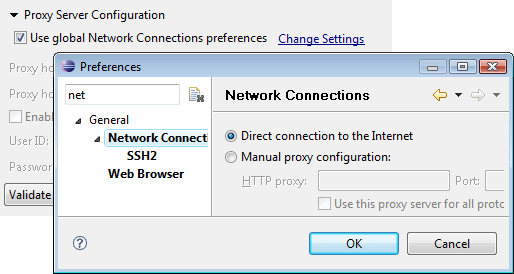 Proxy Server Configuration
Use global Network Connections preferences Change Settings
Proxy ho
Proxy ho
Enabl
User ID:
Passwor
Validate
Preferences
net
General
Network Connecti
SSH2
Web Browser
Network Connections
Direct connection to the Internet
Manual proxy configuration:
HTTP proxy: Port:
Use this proxy server for all proto
OK Cancel